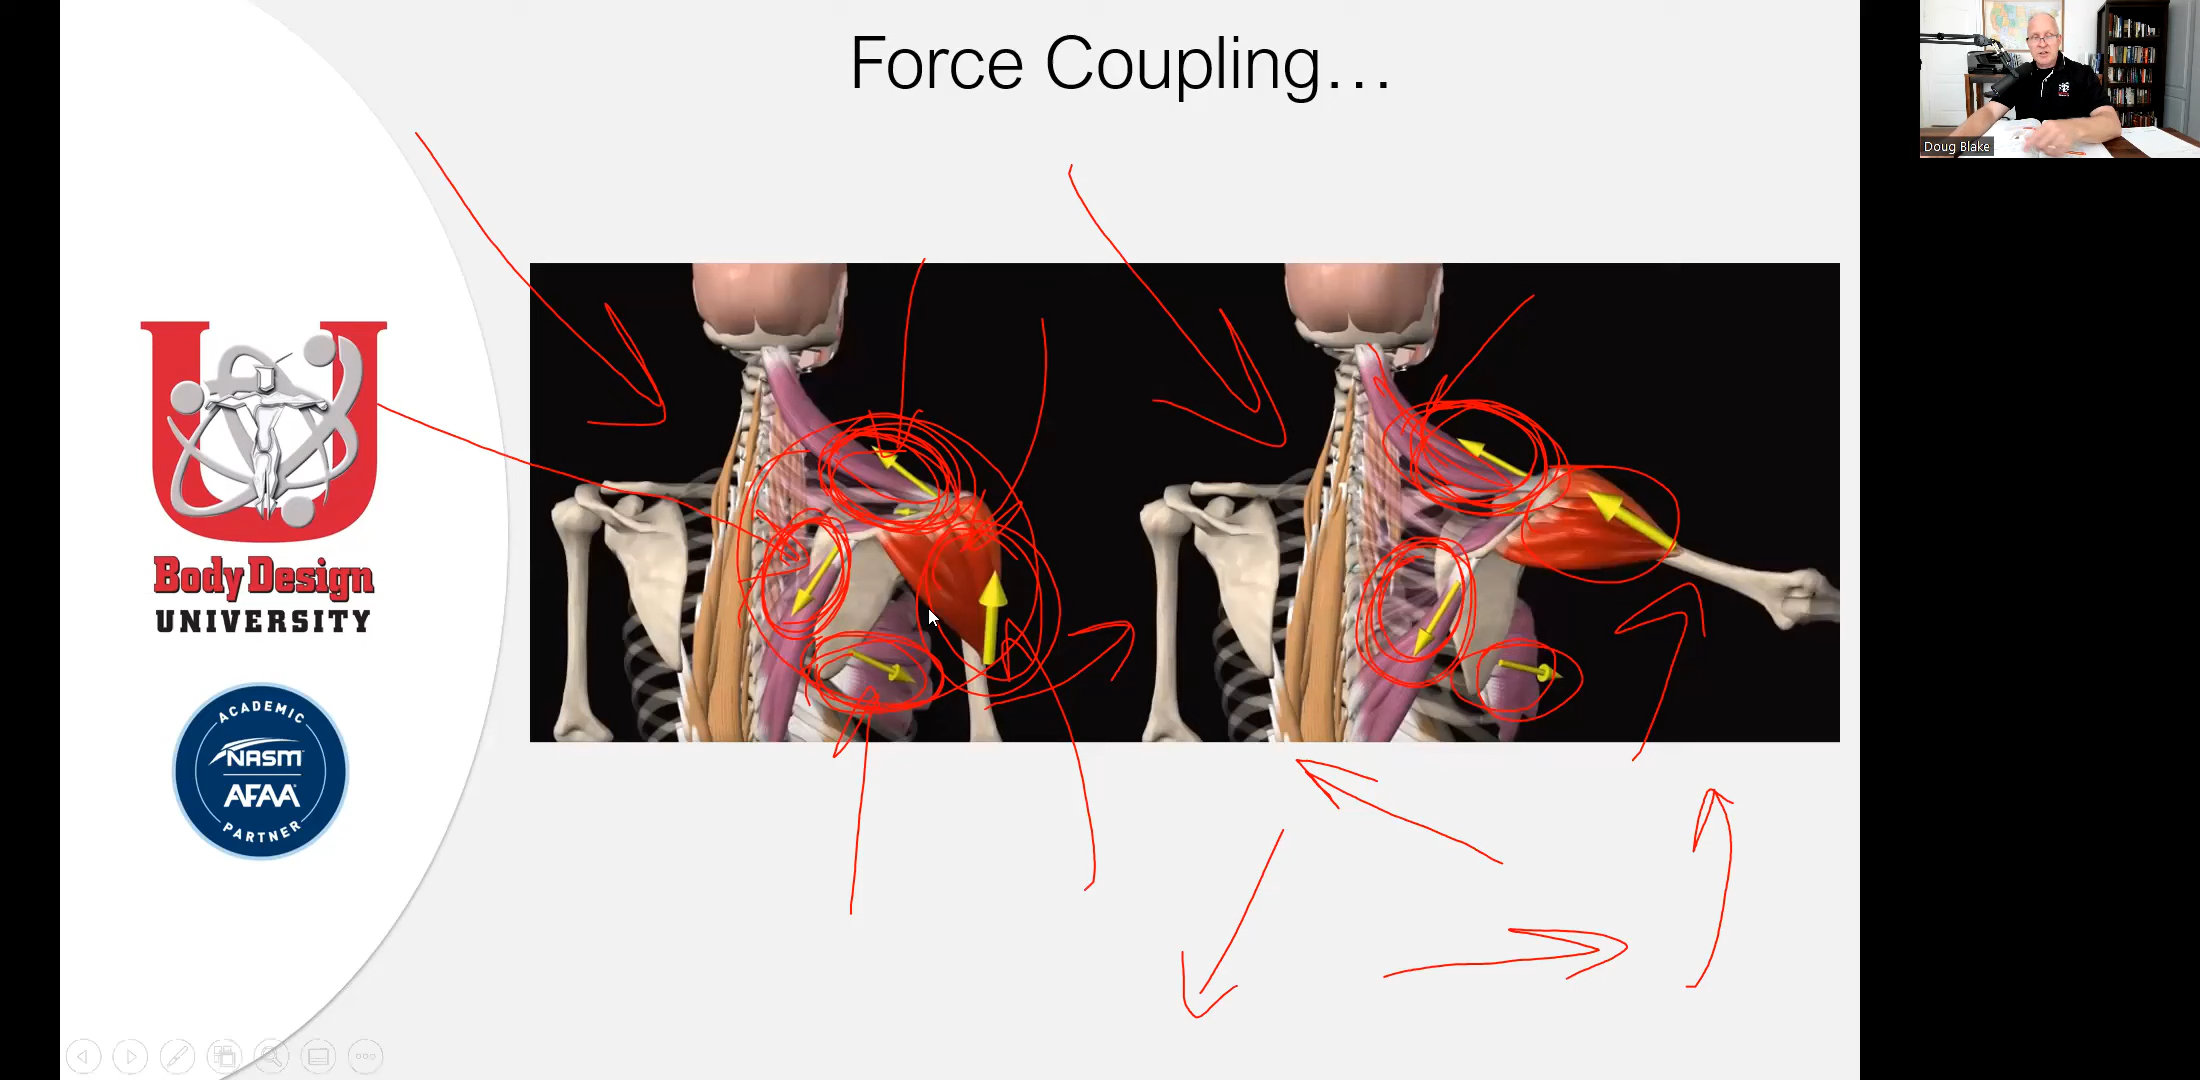 Force Coupling...
Doug Blake
Body Design
UNIVERSITY
ACADEMIC
NASM
AFAA
PARTNER